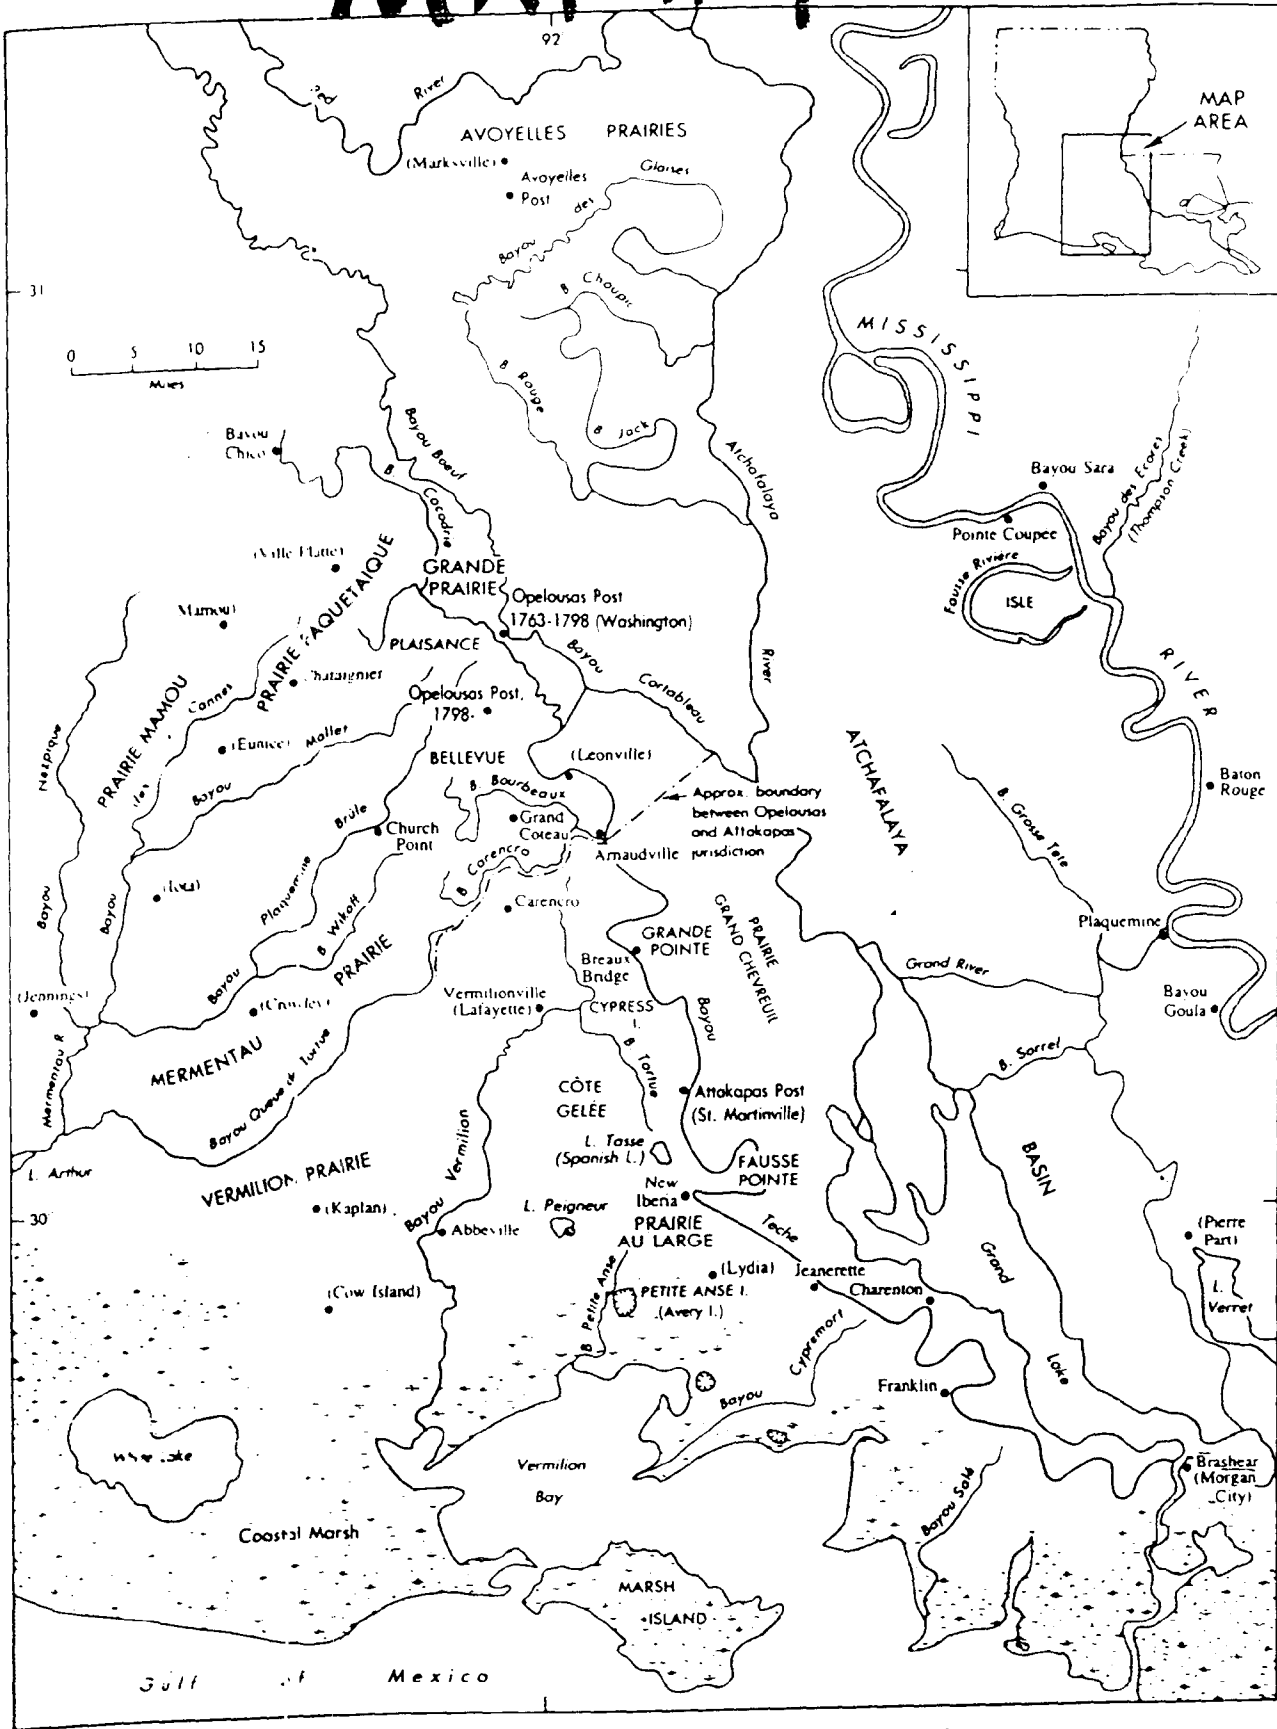 92
MAP
AREA
Red River
AVOYELLES PRAIRIES
(Marksville)
Avoyelles
Post
Bayou des Glaises
31
B. Choupic
0 5 10 15
Miles
MISSISSIPPI
B. Rouge
B. Jack
Bayou
Chico
Bayou Boeuf
B. Cocodrie
Atchafalaya
Bayou Sara
Bayou des Ecores
(Thompson Creek)
Pointe Coupée
Fausse Rivière
ISLE
(Ville Platte)
GRANDE
PRAIRIE
Opelousas Post
1763-1798 (Washington)
Mamou)
PRAIRIE FAQUETAIQUE
PLAISANCE
Bayou Cortableau
River
RIVER
Chataignier
Opelousas Post,
1798-
PRAIRIE MAMOU
Cannes
Nezpique
(Eunice)
Mallet
Bayou
BELLEVUE
(Leonville)
ATCHAFALAYA
Baton
Rouge
B. Bourbeaux
Approx. boundary
between Opelousas
and Attakapas
jurisdiction
B. Grosse Tete
Brûle
Church
Point
Grand
Coteau
Arnaudville
B. Carencro
(Iota)
Plaquemine
B. Wikoff
Carencro
Bayou
Bayou
PRAIRIE
GRAND CHEVREUIL
PRAIRIE
GRANDE
POINTE
Plaquemine
Breaux
Bridge
Grand River
Bayou
(Jennings)
(Crowley)
Vermilionville
(Lafayette)
CYPRESS
I.
Bayou
Bayou
Goula
B. Sorrel
MERMENTAU
Mermentau R.
Bayou Queue de Tortue
B. Tortue
CÔTE
GELÉE
Attakapas Post
(St. Martinville)
L. Arthur
Bayou Vermilion
L. Tasse
(Spanish L.)
FAUSSE
POINTE
BASIN
VERMILION PRAIRIE
New
Iberia
(Kaplan)
L. Peigneur
30
Abbeville
PRAIRIE
AU LARGE
Teche
(Pierre
Part)
Grand
(Lydia)
Jeanerette
(Cow Island)
B. Petite Anse
PETITE ANSE I.
(Avery I.)
Charenton
L.
Verret
Bayou Cypremort
Lake
Franklin
White Lake
Vermilion
Bay
Brashear
(Morgan
City)
Bayou Salé
Coastal Marsh
MARSH
ISLAND
Gulf of Mexico